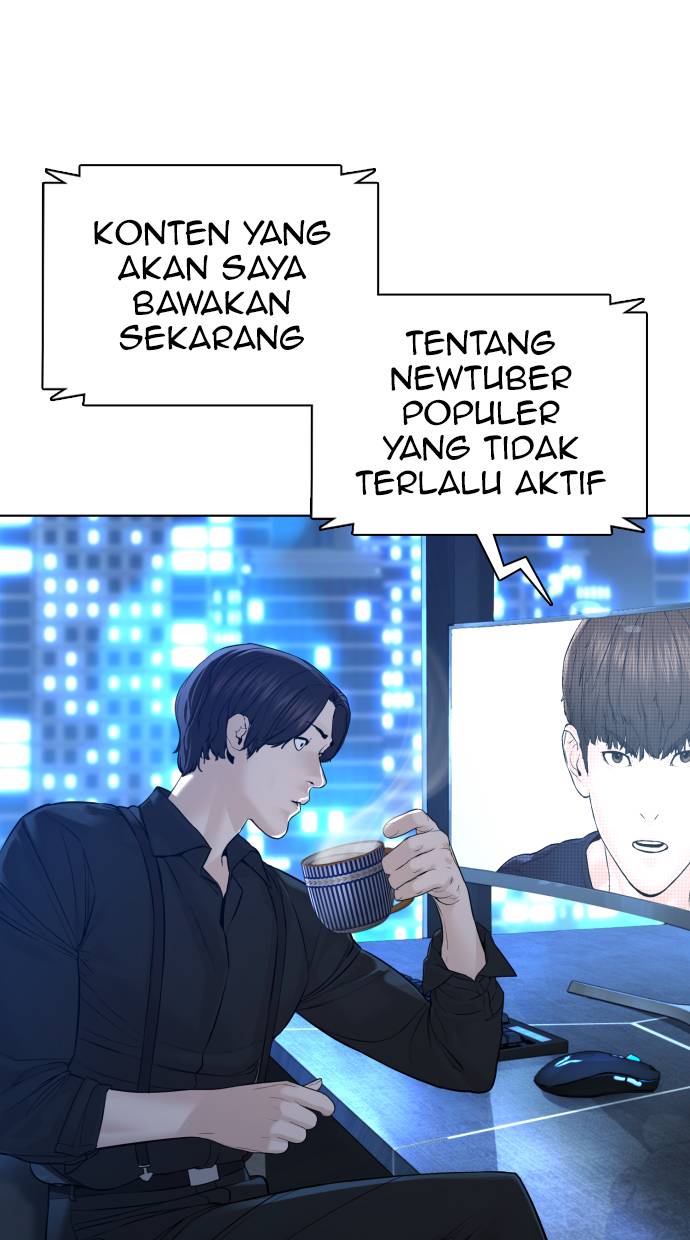 KONTEN YANG
AKAN SAYA
BAWAKAN
SEKARANG
TENTANG
NEWTUBER
POPULER
YANG TIDAK
TERLALU AKTIF